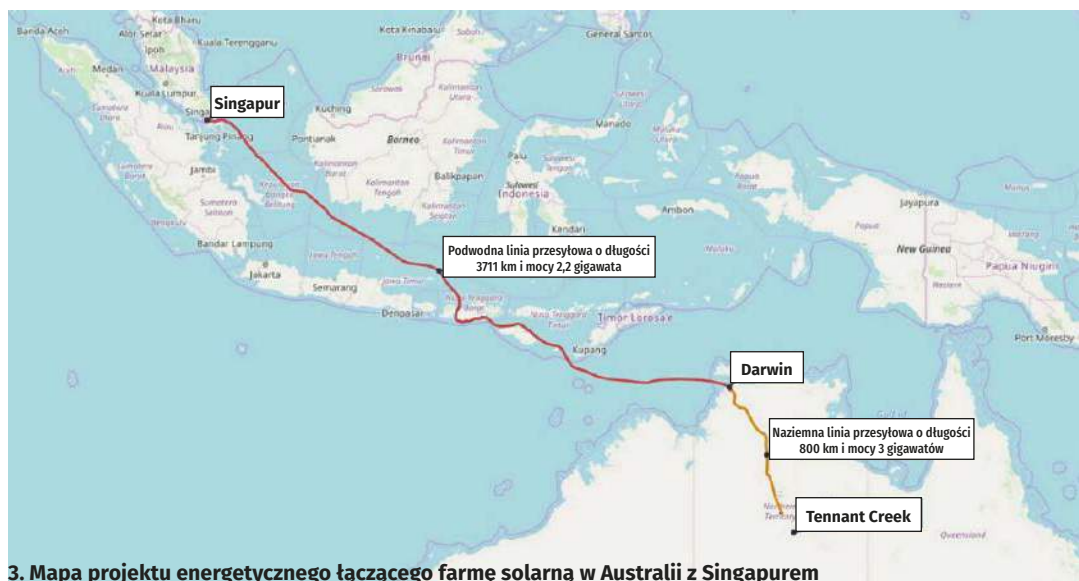 Banda Aceh
Kota Bharu
Alor Setar
Kuala Terengganu
Ipoh
Medan
Malaysia
Kuala Lumpur
Kota Kinabalu
Brunei
General Santos
Singapur
Tanjung Pinang
Kuching
Pontianak
Borneo
Balikpapan
Manado
Palu
Indonesia
Kendari
Ambon
Jayapura
New Guinea
Papua Niugini
Port Moresby
Jambi
Bandar Lampung
Jakarta
Semarang
Denpasar
Podwodna linia przesyłowa o długości
3711 km i mocy 2,2 gigawata
Timor Lorosa'e
Kupang
Darwin
Naziemna linia przesyłowa o długości
800 km i mocy 3 gigawatów
Tennant Creek
Queensland
3. Mapa projektu energetycznego łączącego farmę solarną w Australii z Singapurem